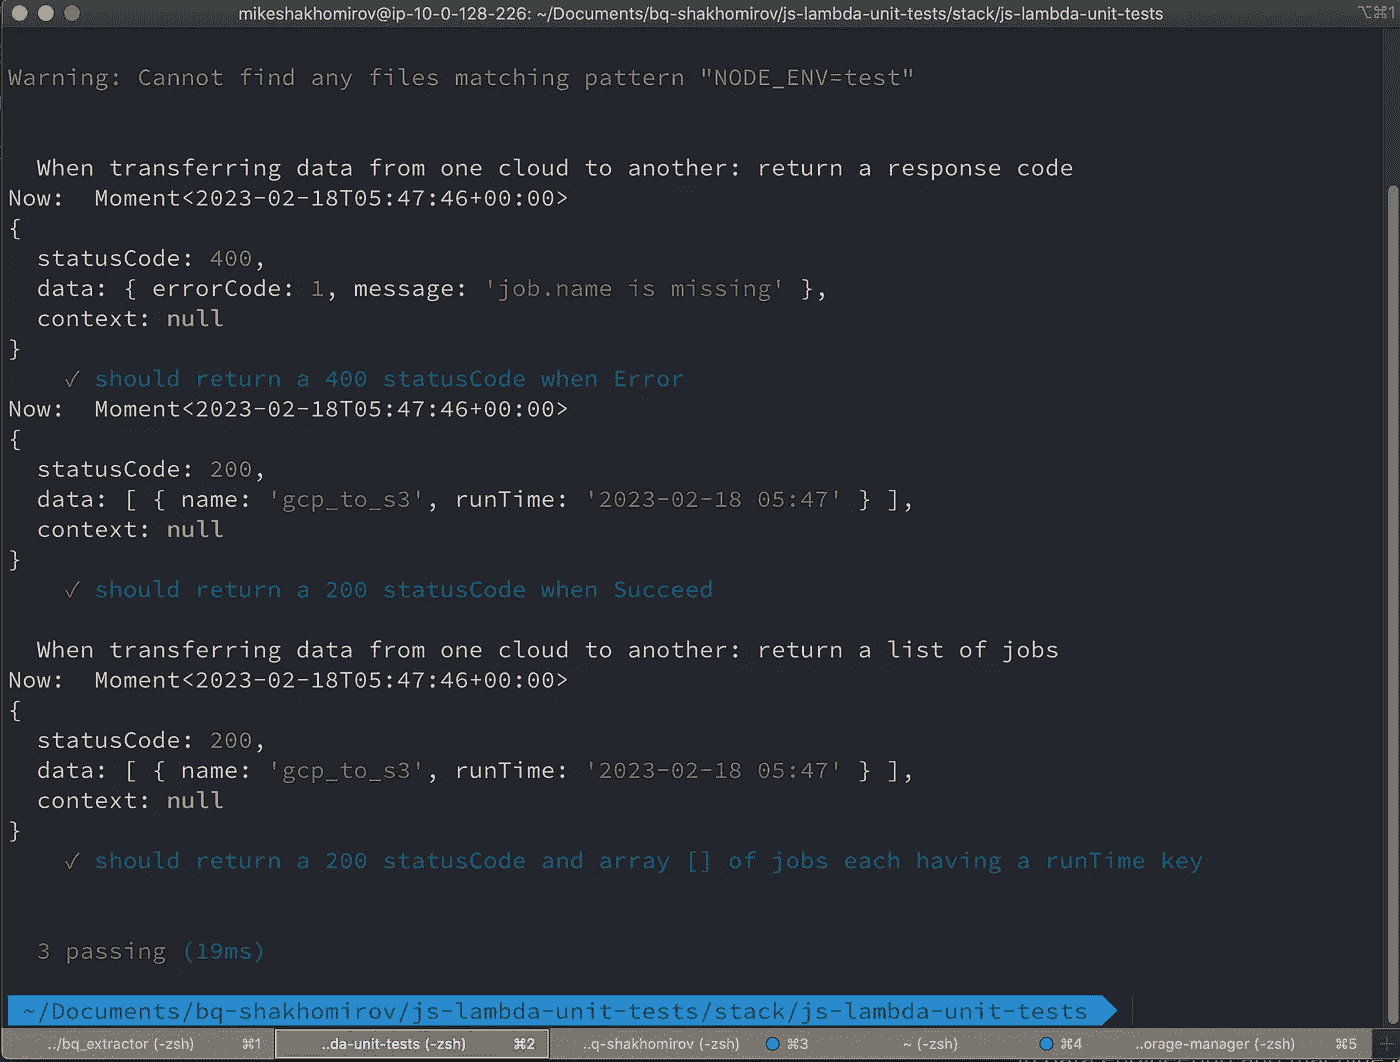 mikeshakhomirov@ip-10-0-128-226: ~/Documents/bq-shakhomirov/js-lambda-unit-tests/stack/js-lambda-unit-tests ⌥⌘1
Warning: Cannot find any files matching pattern "NODE_ENV=test"
When transferring data from one cloud to another: return a response code
Now:  Moment<2023-02-18T05:47:46+00:00>
{
  statusCode: 400,
  data: { errorCode: 1, message: 'job.name is missing' },
  context: null
}
    ✓ should return a 400 statusCode when Error
Now:  Moment<2023-02-18T05:47:46+00:00>
{
  statusCode: 200,
  data: [ { name: 'gcp_to_s3', runTime: '2023-02-18 05:47' } ],
  context: null
}
    ✓ should return a 200 statusCode when Succeed
  When transferring data from one cloud to another: return a list of jobs
Now:  Moment<2023-02-18T05:47:46+00:00>
{
  statusCode: 200,
  data: [ { name: 'gcp_to_s3', runTime: '2023-02-18 05:47' } ],
  context: null
}
    ✓ should return a 200 statusCode and array [] of jobs each having a runTime key
  3 passing (19ms)
~/Documents/bq-shakhomirov/js-lambda-unit-tests/stack/js-lambda-unit-tests
../bq_extractor (-zsh) ⌘1 ..da-unit-tests (-zsh) ⌘2 ..q-shakhomirov (-zsh) ⌘3 ~ (-zsh) ⌘4 ..orage-manager (-zsh) ⌘5